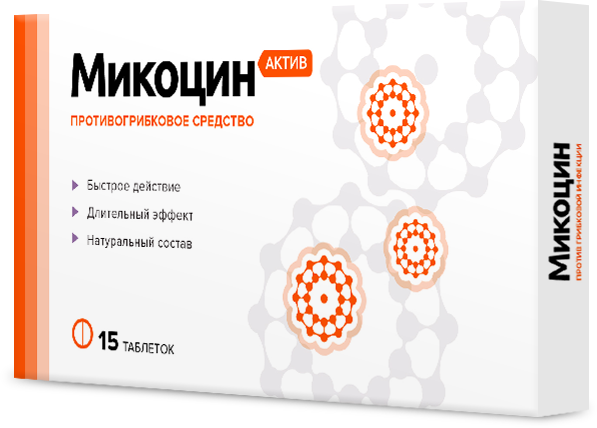 Микоцин
АКТИВ
ПРОТИВОГРИБКОВОЕ СРЕДСТВО
Быстрое действие
Длительный эффект
Натуральный состав
15 ТАБЛЕТОК
Микоцин
ПРОТИВ ГРИБКОВОЙ ИНФЕКЦИИ